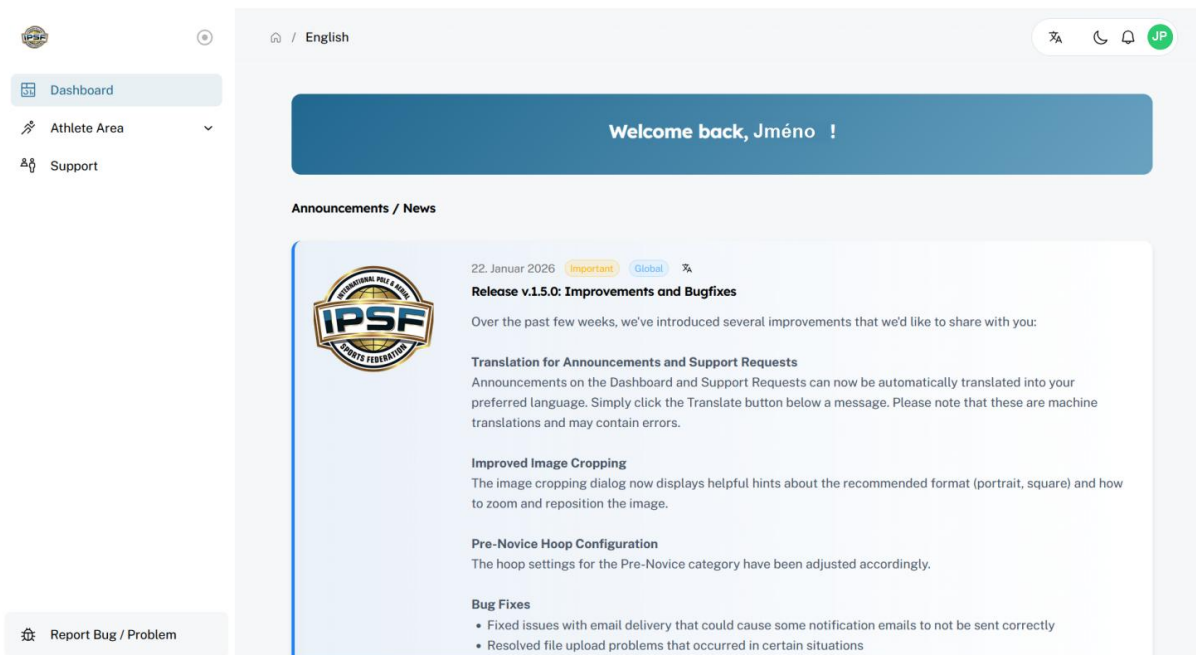 IPSF
/ English
JP
Dashboard
Athlete Area
Support
Welcome back, Jméno !
Announcements / News
INTERNATIONAL POLE & AERIAL
IPSF
SPORTS FEDERATION
22. Januar 2026 Important Global
Release v.1.5.0: Improvements and Bugfixes
Over the past few weeks, we've introduced several improvements that we'd like to share with you:
Translation for Announcements and Support Requests
Announcements on the Dashboard and Support Requests can now be automatically translated into your
preferred language. Simply click the Translate button below a message. Please note that these are machine
translations and may contain errors.
Improved Image Cropping
The image cropping dialog now displays helpful hints about the recommended format (portrait, square) and how
to zoom and reposition the image.
Pre-Novice Hoop Configuration
The hoop settings for the Pre-Novice category have been adjusted accordingly.
Bug Fixes
• Fixed issues with email delivery that could cause some notification emails to not be sent correctly
• Resolved file upload problems that occurred in certain situations
Report Bug / Problem